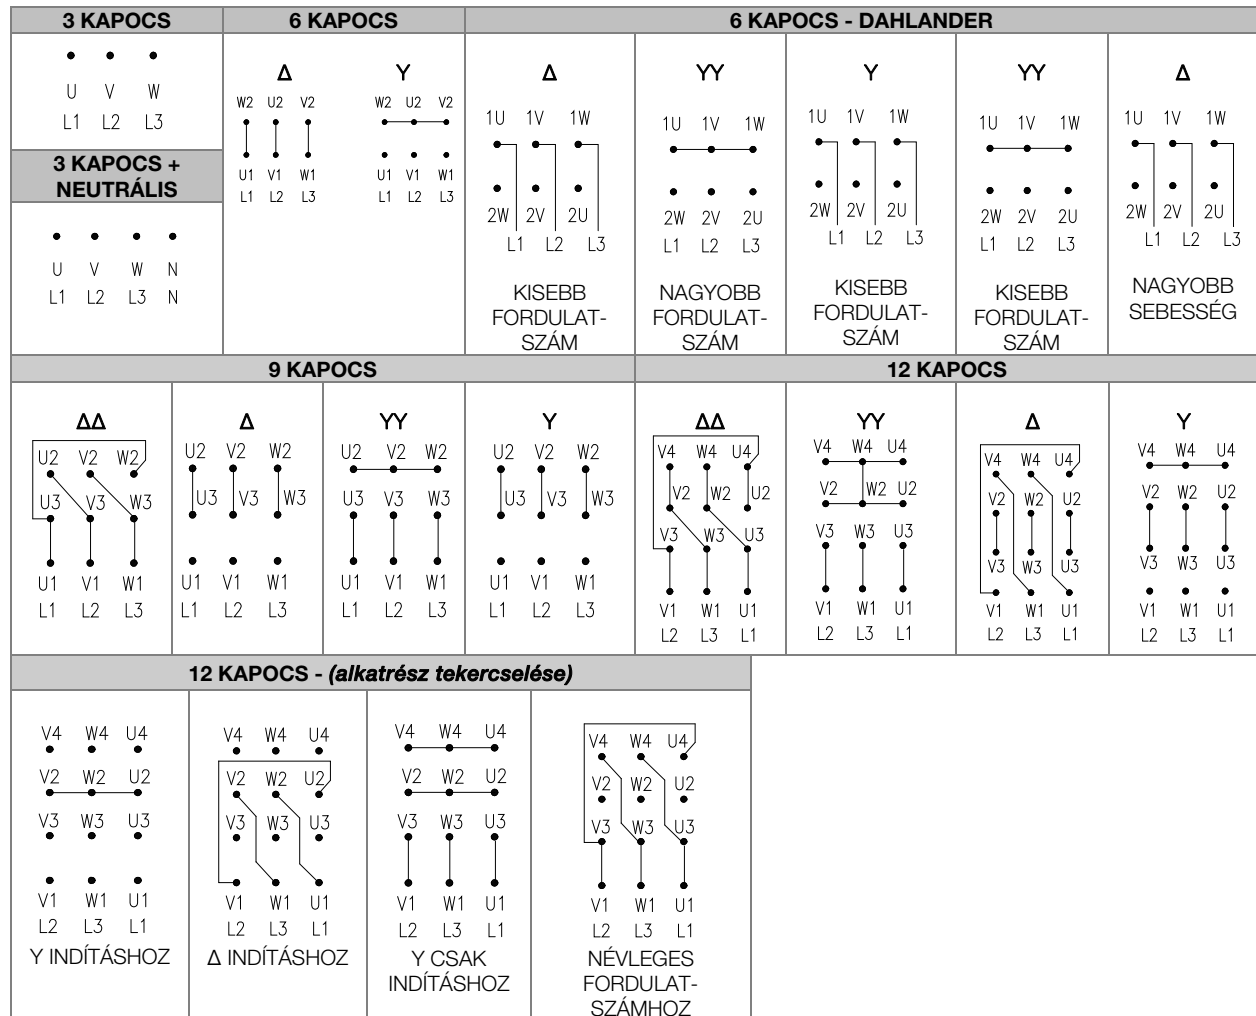 3 KAPOCS
U V W
L1 L2 L3
3 KAPOCS +
NEUTRÁLIS
U V W N
L1 L2 L3 N
6 KAPOCS
Δ
W2 U2 V2
U1 V1 W1
L1 L2 L3
Y
W2 U2 V2
U1 V1 W1
L1 L2 L3
6 KAPOCS - DAHLANDER
Δ
1U 1V 1W
2W 2V 2U
L1 L2 L3
KISEBB
FORDULAT-
SZÁM
YY
1U 1V 1W
2W 2V 2U
L1 L2 L3
NAGYOBB
FORDULAT-
SZÁM
Y
1U 1V 1W
2W 2V 2U
L1 L2 L3
KISEBB
FORDULAT-
SZÁM
YY
1U 1V 1W
2W 2V 2U
L1 L2 L3
KISEBB
FORDULAT-
SZÁM
Δ
1U 1V 1W
2W 2V 2U
L1 L2 L3
NAGYOBB
SEBESSÉG
9 KAPOCS
ΔΔ
U2 V2 W2
U3 V3 W3
U1 V1 W1
L1 L2 L3
Δ
U2 V2 W2
U3 V3 W3
U1 V1 W1
L1 L2 L3
YY
U2 V2 W2
U3 V3 W3
U1 V1 W1
L1 L2 L3
Y
U2 V2 W2
U3 V3 W3
U1 V1 W1
L1 L2 L3
12 KAPOCS
ΔΔ
V4 W4 U4
V2 W2 U2
V3 W3 U3
V1 W1 U1
L2 L3 L1
YY
V4 W4 U4
V2 W2 U2
V3 W3 U3
V1 W1 U1
L2 L3 L1
Δ
V4 W4 U4
V2 W2 U2
V3 W3 U3
V1 W1 U1
L2 L3 L1
Y
V4 W4 U4
V2 W2 U2
V3 W3 U3
V1 W1 U1
L2 L3 L1
12 KAPOCS - (alkatrész tekercselése)
V4 W4 U4
V2 W2 U2
V3 W3 U3
V1 W1 U1
L2 L3 L1
Y INDÍTÁSHOZ
V4 W4 U4
V2 W2 U2
V3 W3 U3
V1 W1 U1
L2 L3 L1
Δ INDÍTÁSHOZ
V4 W4 U4
V2 W2 U2
V3 W3 U3
V1 W1 U1
L2 L3 L1
Y CSAK
INDÍTÁSHOZ
V4 W4 U4
V2 W2 U2
V3 W3 U3
V1 W1 U1
L2 L3 L1
NÉVLEGES
FORDULAT-
SZÁMHOZ